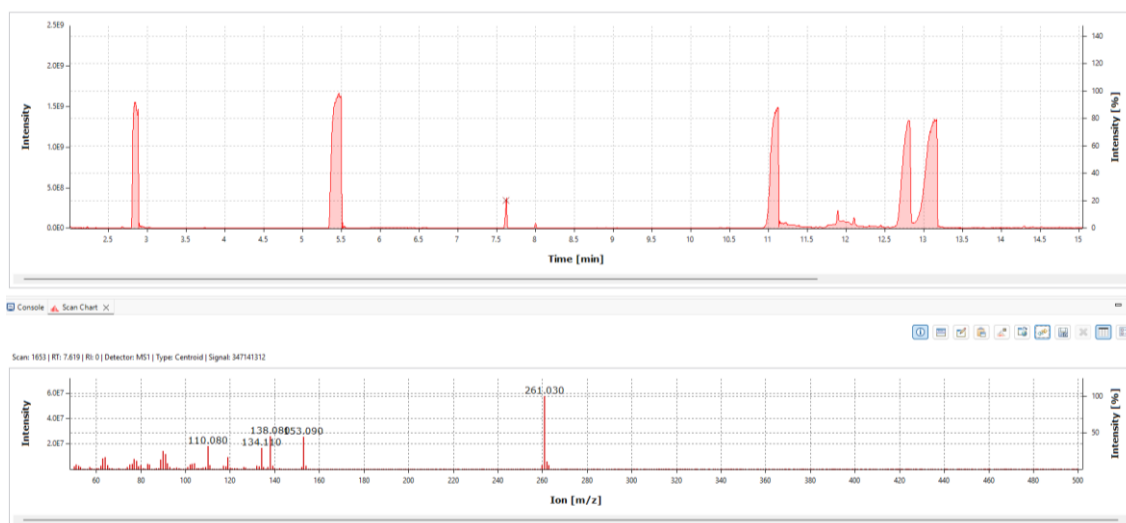 2.5E9
2.0E9
1.5E9
1.0E9
5.0E8
0.0E0
Intensity
140
120
100
80
60
40
20
0
Intensity [%]
2.5 3 3.5 4 4.5 5 5.5 6 6.5 7 7.5 8 8.5 9 9.5 10 10.5 11 11.5 12 12.5 13 13.5 14 14.5 15
Time [min]
Console Scan Chart
Scan: 1653 | RT: 7.619 | RI: 0 | Detector: MS1 | Type: Centroid | Signal: 347141312
6.0E7
4.0E7
2.0E7
Intensity
261.030
138.080
153.090
134.110
110.080
100
50
Intensity [%]
60 80 100 120 140 160 180 200 220 240 260 280 300 320 340 360 380 400 420 440 460 480 500
Ion [m/z]